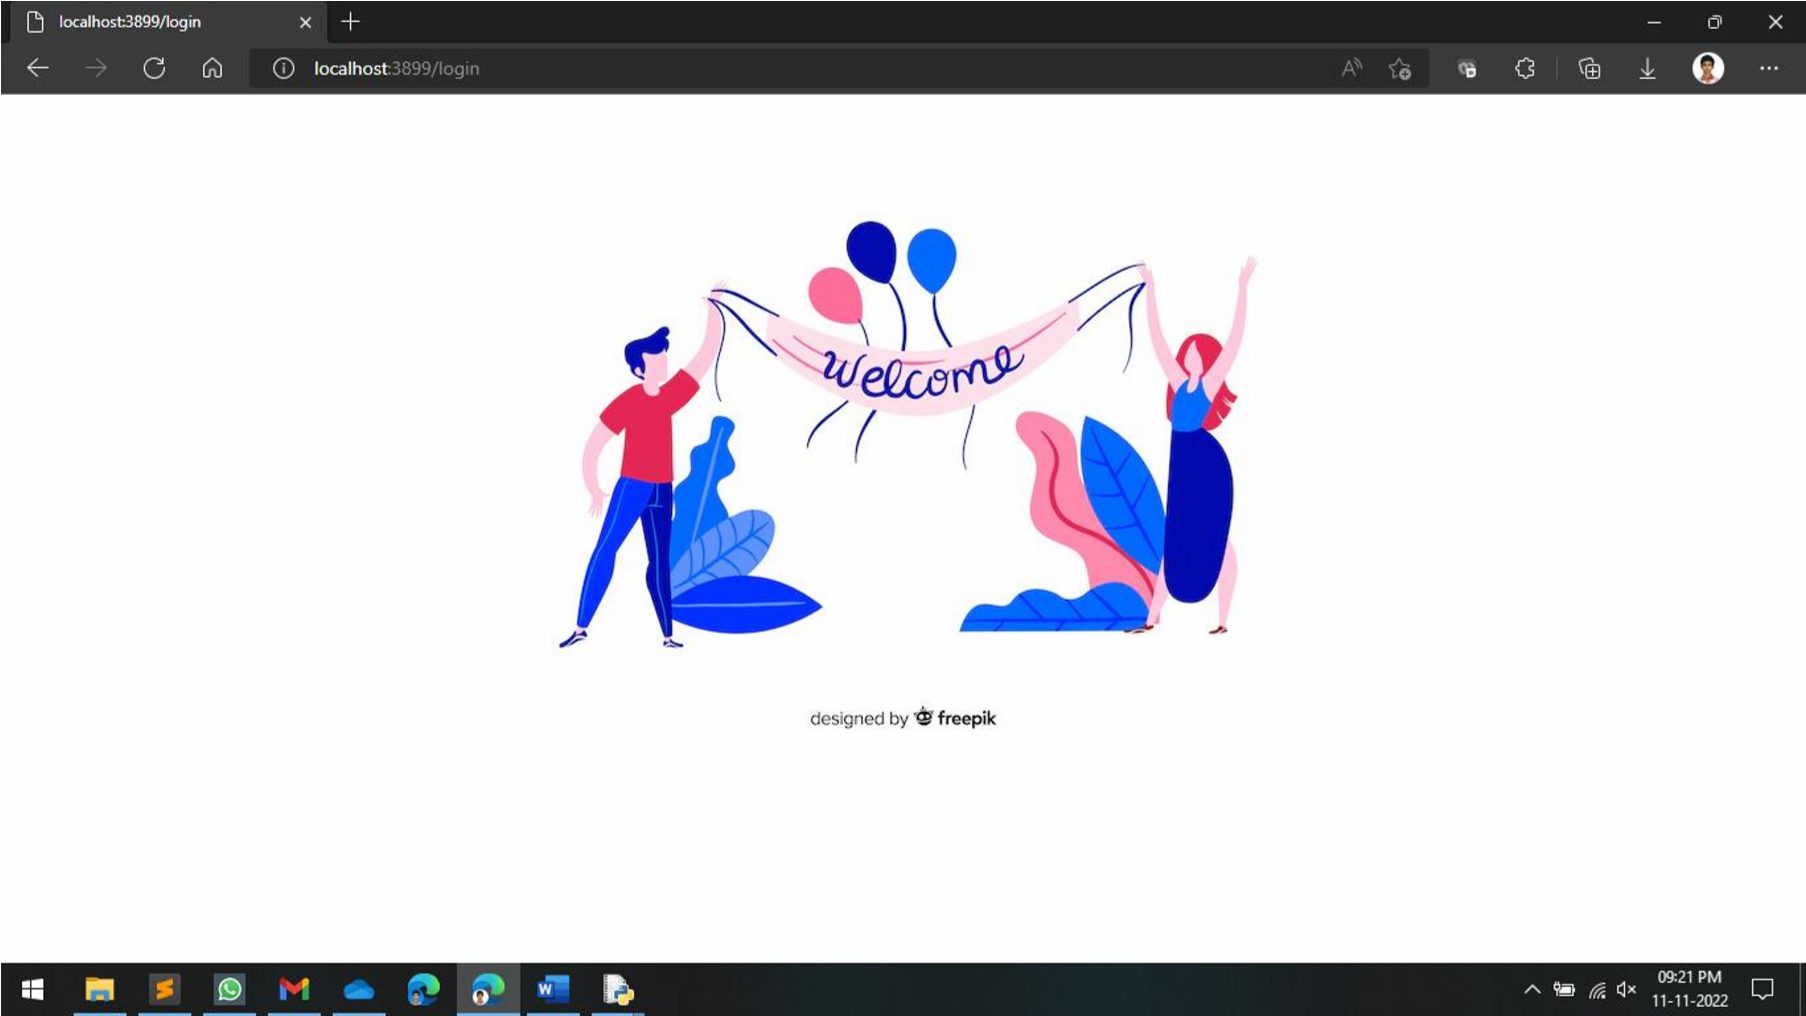 localhost:3899/login
localhost:3899/login
welcome
designed by freepik
09:21 PM
11-11-2022